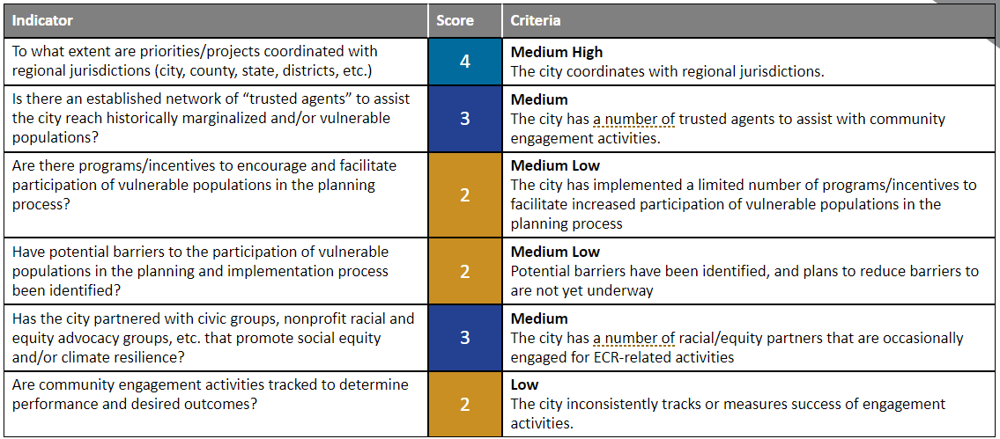 Indicator Score Criteria
To what extent are priorities/projects coordinated with
regional jurisdictions (city, county, state, districts, etc.)
4
Medium High
The city coordinates with regional jurisdictions.
Is there an established network of “trusted agents” to assist
the city reach historically marginalized and/or vulnerable
populations?
3
Medium
The city has a number of trusted agents to assist with community
engagement activities.
Are there programs/incentives to encourage and facilitate
participation of vulnerable populations in the planning
process?
2
Medium Low
The city has implemented a limited number of programs/incentives to
facilitate increased participation of vulnerable populations in the
planning process
Have potential barriers to the participation of vulnerable
populations in the planning and implementation process
been identified?
2
Medium Low
Potential barriers have been identified, and plans to reduce barriers to
are not yet underway
Has the city partnered with civic groups, nonprofit racial and
equity advocacy groups, etc. that promote social equity
and/or climate resilience?
3
Medium
The city has a number of racial/equity partners that are occasionally
engaged for ECR-related activities
Are community engagement activities tracked to determine
performance and desired outcomes?
2
Low
The city inconsistently tracks or measures success of engagement
activities.